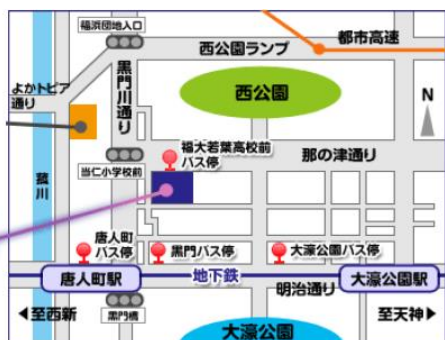 福浜団地入口
西公園ランプ
都市高速
よかトピア
通り
黒門川通り
西公園
N
福大若葉高校前
バス停
那の津通り
当仁小学校前
菰川
唐人町
バス停
黒門バス停
大濠公園バス停
唐人町駅
地下鉄
明治通り
大濠公園駅
◀至西新
黒門橋
大濠公園
至天神▶